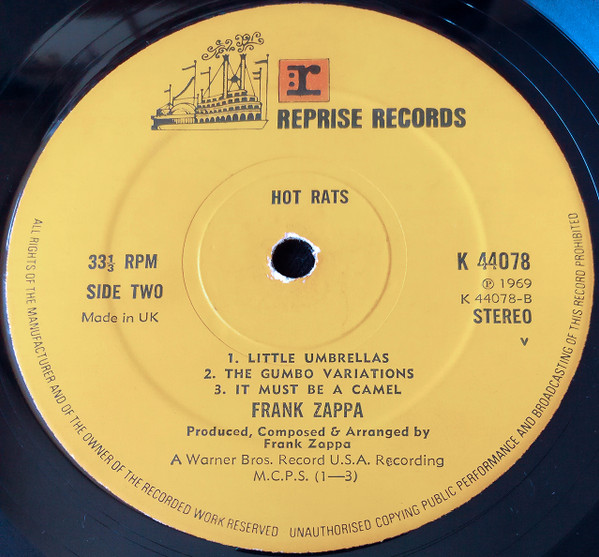 r
REPRISE RECORDS
HOT RATS
33⅓ RPM
SIDE TWO
Made in UK
K 44078
℗ 1969
K 44078-B
STEREO
V
1. LITTLE UMBRELLAS
2. THE GUMBO VARIATIONS
3. IT MUST BE A CAMEL
FRANK ZAPPA
Produced, Composed & Arranged by
Frank Zappa
A Warner Bros. Record U.S.A. Recording
M.C.P.S. (1—3)
ALL RIGHTS OF THE MANUFACTURER AND OF THE OWNER OF THE RECORDED WORK RESERVED UNAUTHORISED COPYING PUBLIC PERFORMANCE AND BROADCASTING OF THIS RECORD PROHIBITED